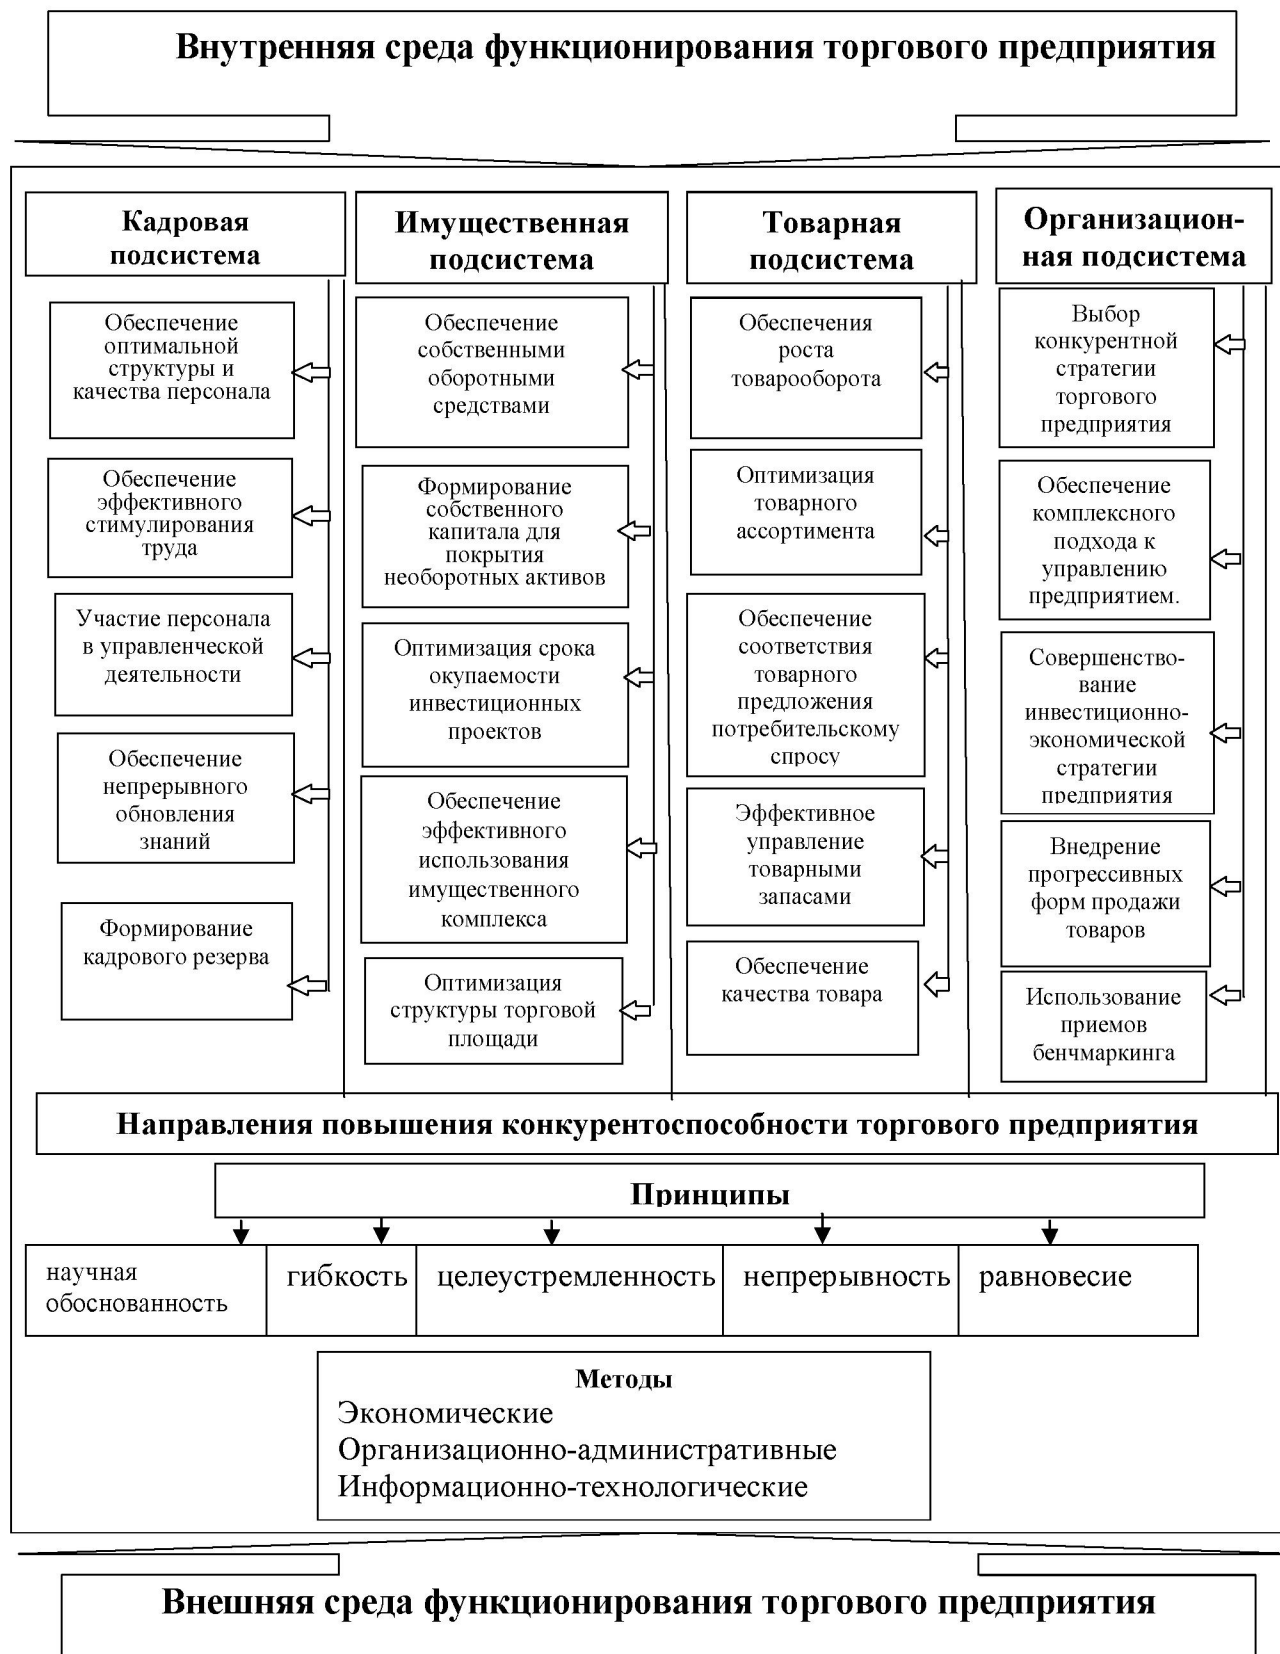 Внутренняя среда функционирования торгового предприятия
Кадровая
подсистема
Обеспечение
оптимальной
структуры и
качества персонала
Обеспечение
эффективного
стимулирования
труда
Участие персонала
в управленческой
деятельности
Обеспечение
непрерывного
обновления
знаний
Формирование
кадрового резерва
Имущественная
подсистема
Обеспечение
собственными
оборотными
средствами
Формирование
собственного
капитала для
покрытия
необоротных активов
Оптимизация срока
окупаемости
инвестиционных
проектов
Обеспечение
эффективного
использования
имущественного
комплекса
Оптимизация
структуры торговой
площади
Товарная
подсистема
Обеспечения
роста
товарооборота
Оптимизация
товарного
ассортимента
Обеспечение
соответствия
товарного
предложения
потребительскому
спросу
Эффективное
управление
товарными
запасами
Обеспечение
качества товара
Организацион-
ная подсистема
Выбор
конкурентной
стратегии
торгового
предприятия
Обеспечение
комплексного
подхода к
управлению
предприятием.
Совершенство-
вание
инвестиционно-
экономической
стратегии
предприятия
Внедрение
прогрессивных
форм продажи
товаров
Использование
приемов
бенчмаркинга
Направления повышения конкурентоспособности торгового предприятия
Принципы
научная
обоснованность
гибкость
целеустремленность
непрерывность
равновесие
Методы
Экономические
Организационно-административные
Информационно-технологические
Внешняя среда функционирования торгового предприятия